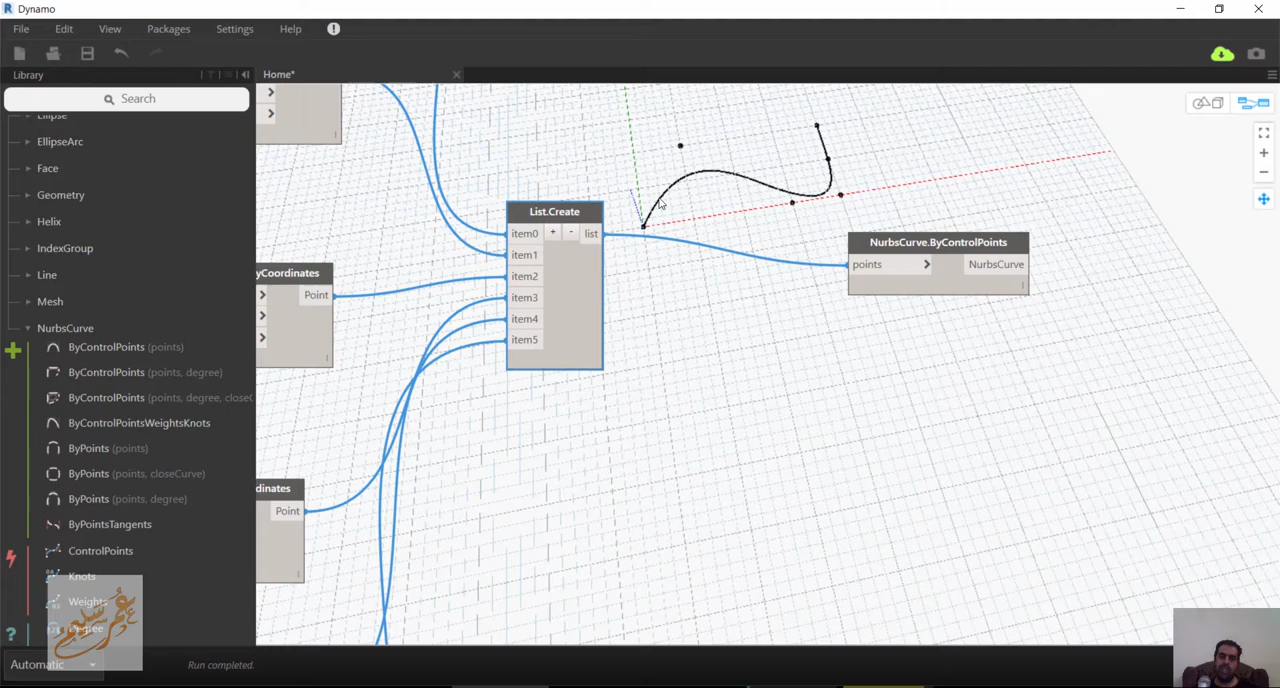 Dynamo
File Edit View Packages Settings Help
Library
Home*
Search
Ellipse
EllipseArc
Face
Geometry
Helix
IndexGroup
Line
Mesh
NurbsCurve
ByControlPoints (points)
ByControlPoints (points, degree)
ByControlPoints (points, degree, closeC
ByControlPointsWeightsKnots
ByPoints (points)
ByPoints (points, closeCurve)
ByPoints (points, degree)
ByPointsTangents
ControlPoints
Knots
Weights
Degree
Automatic
Run completed.
List.Create
item0 + - list
item1
item2
item3
item4
item5
yCoordinates
Point
dinates
Point
NurbsCurve.ByControlPoints
points > NurbsCurve